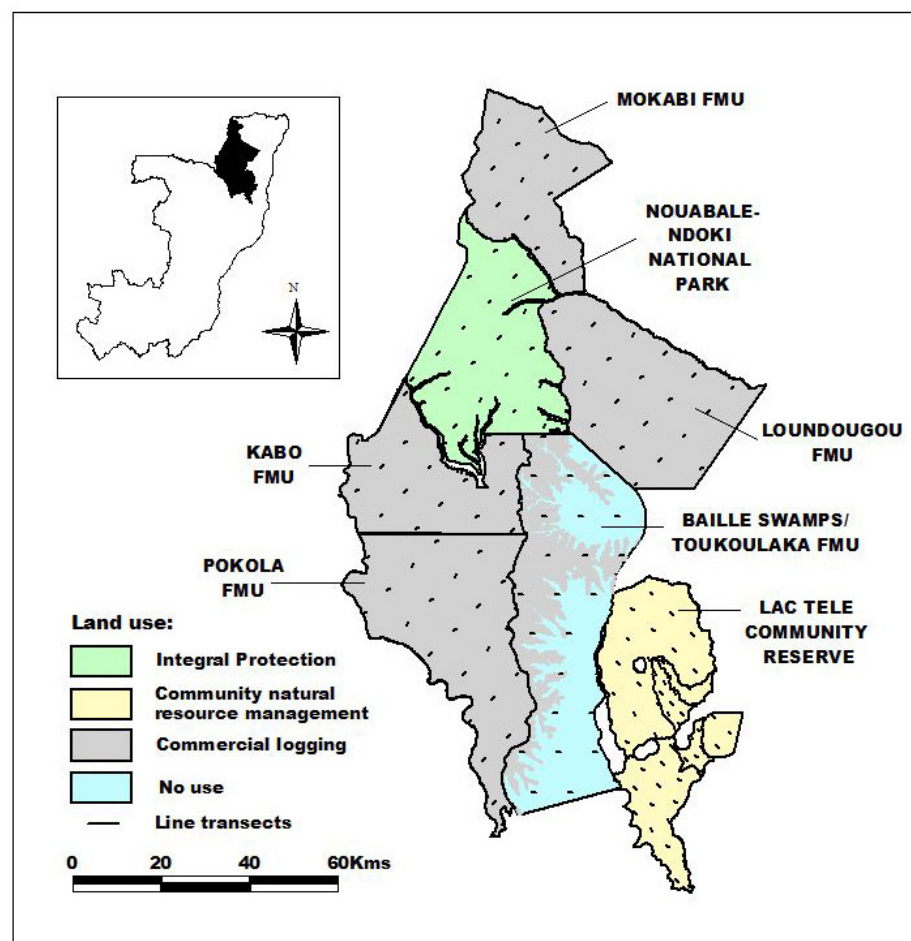 MOKABI FMU
NOUABALE-
NDOKI
NATIONAL
PARK
N
LOUNDOUGOU
FMU
KABO
FMU
BAILLE SWAMPS/
TOUKOULAKA FMU
POKOLA
FMU
LAC TELE
COMMUNITY
RESERVE
Land use:
Integral Protection
Community natural
resource management
Commercial logging
No use
Line transects
0 20 40 60Kms